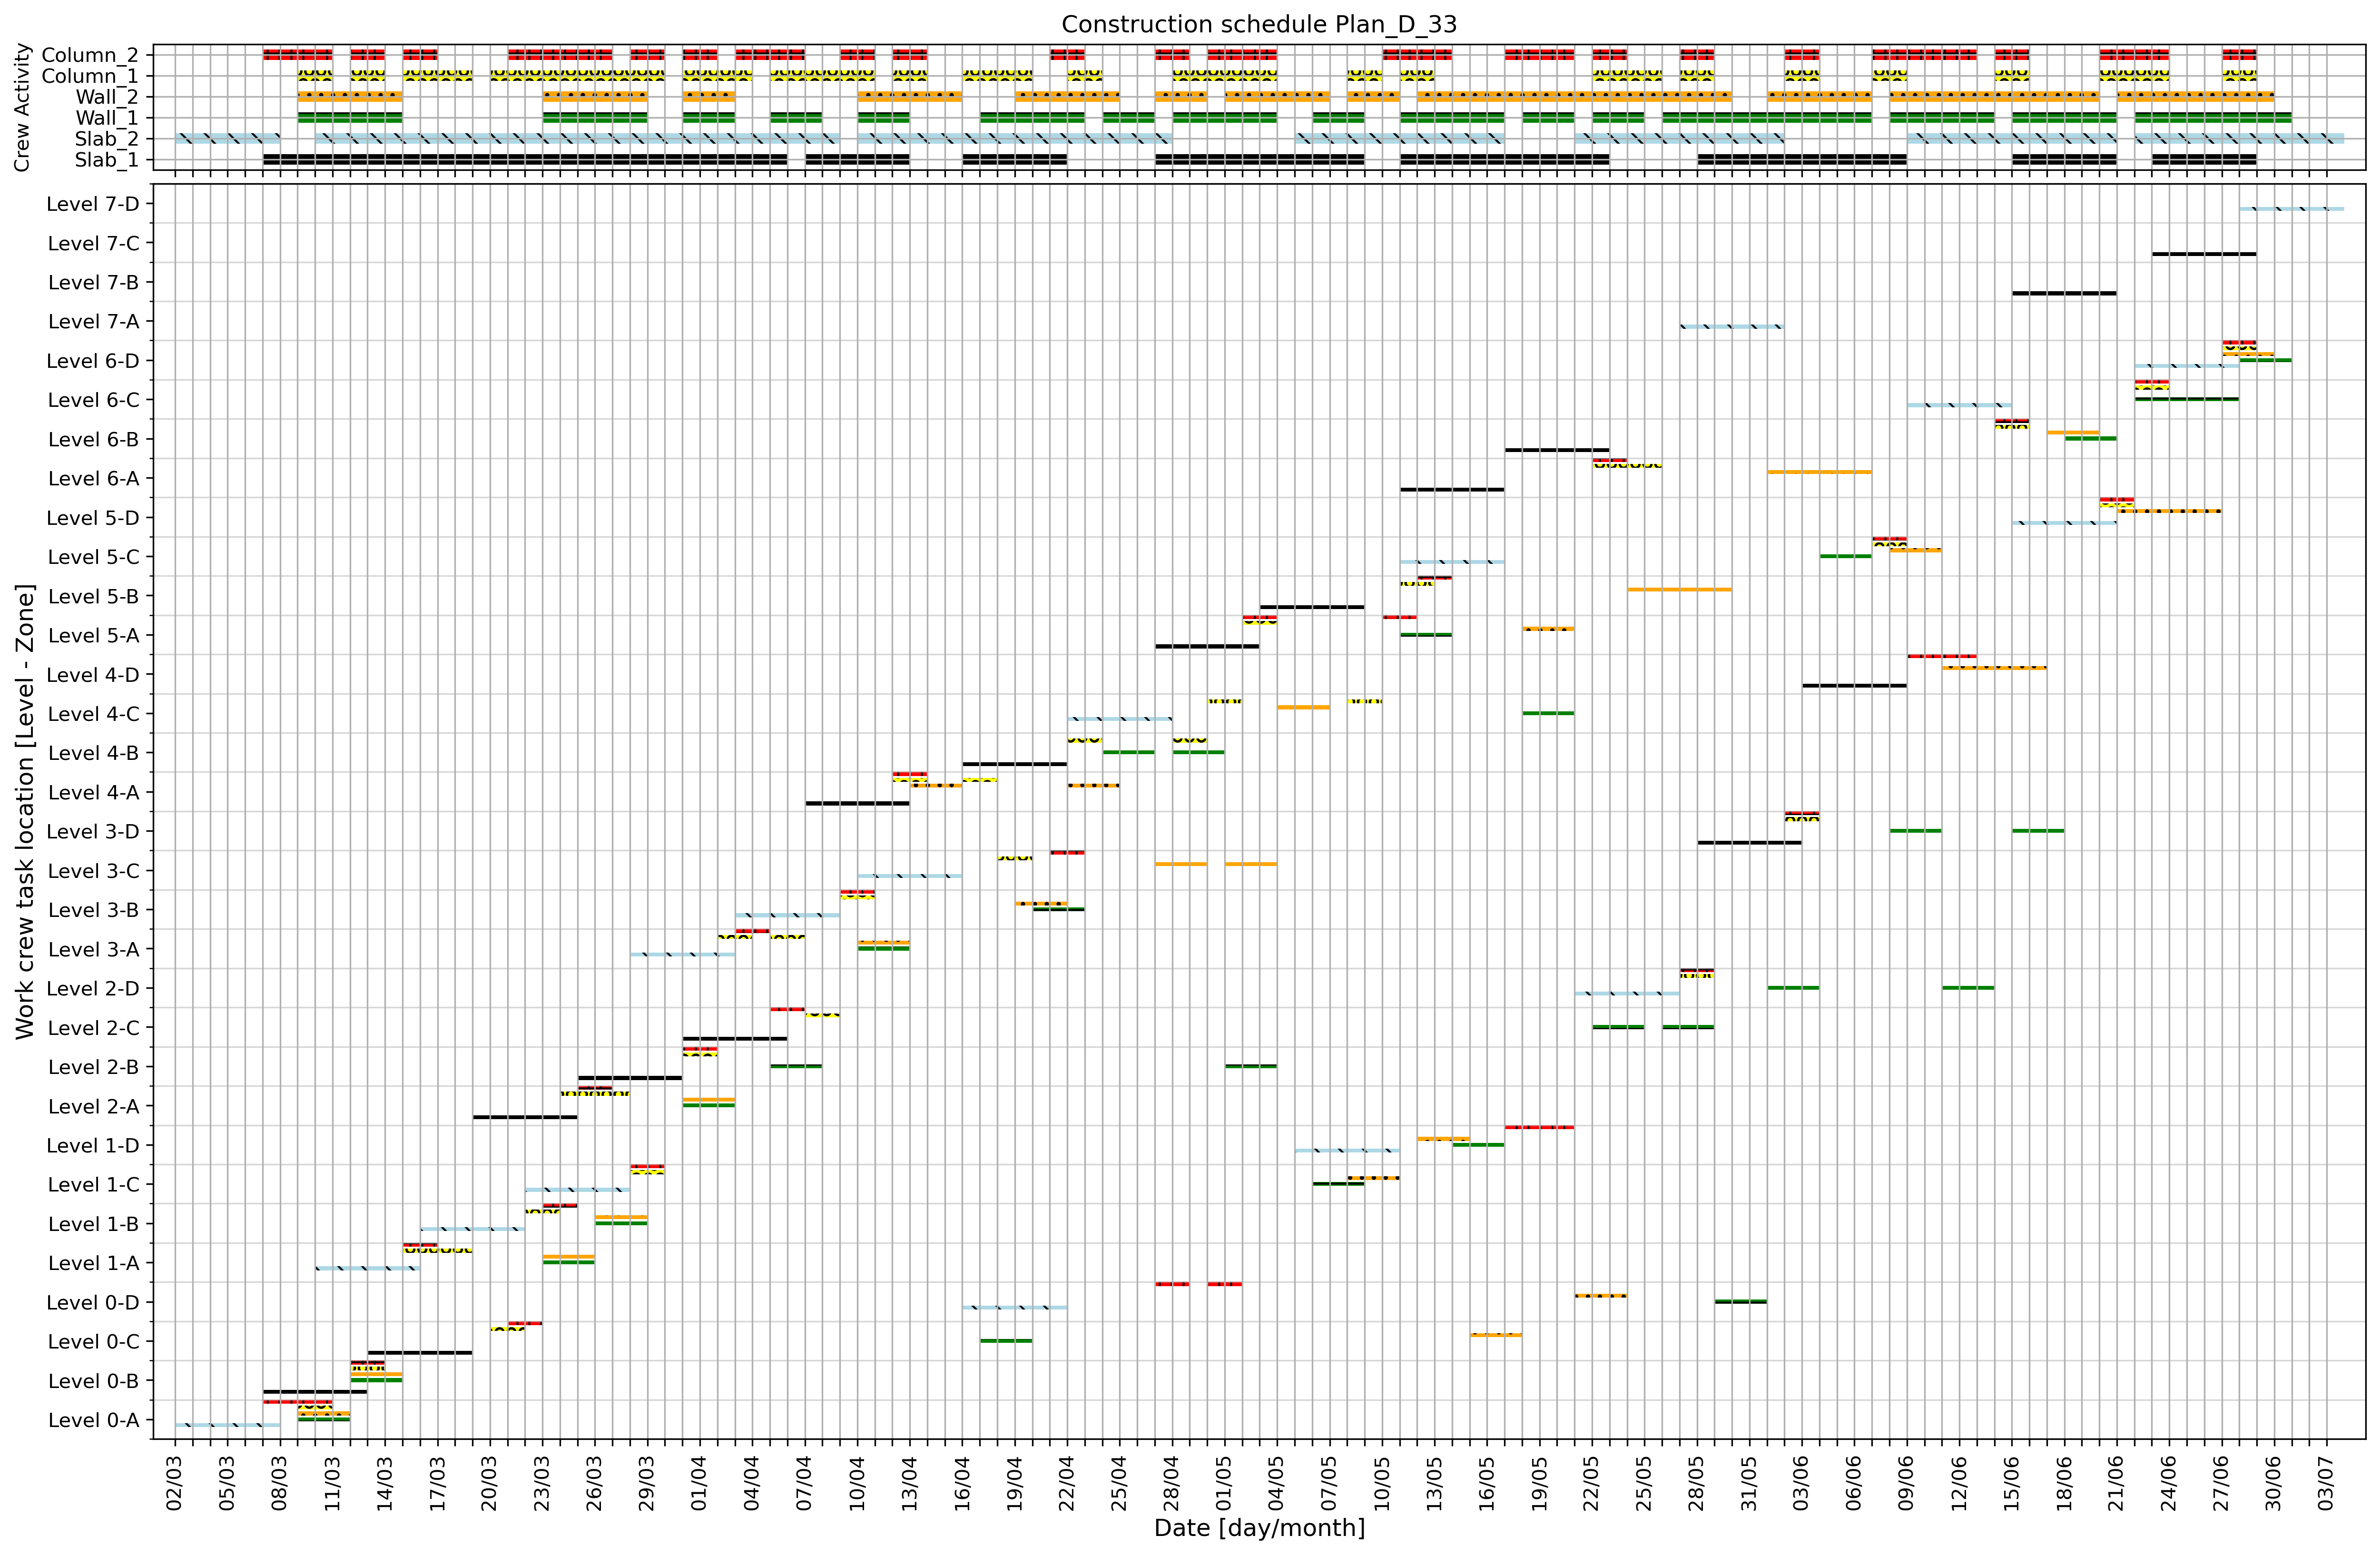 Construction schedule Plan_D_33
Crew Activity
Column_2
Column_1
Wall_2
Wall_1
Slab_2
Slab_1
Work crew task location [Level - Zone]
Level 7-D
Level 7-C
Level 7-B
Level 7-A
Level 6-D
Level 6-C
Level 6-B
Level 6-A
Level 5-D
Level 5-C
Level 5-B
Level 5-A
Level 4-D
Level 4-C
Level 4-B
Level 4-A
Level 3-D
Level 3-C
Level 3-B
Level 3-A
Level 2-D
Level 2-C
Level 2-B
Level 2-A
Level 1-D
Level 1-C
Level 1-B
Level 1-A
Level 0-D
Level 0-C
Level 0-B
Level 0-A
02/03 05/03 08/03 11/03 14/03 17/03 20/03 23/03 26/03 29/03 01/04 04/04 07/04 10/04 13/04 16/04 19/04 22/04 25/04 28/04 01/05 04/05 07/05 10/05 13/05 16/05 19/05 22/05 25/05 28/05 31/05 03/06 06/06 09/06 12/06 15/06 18/06 21/06 24/06 27/06 30/06 03/07
Date [day/month]